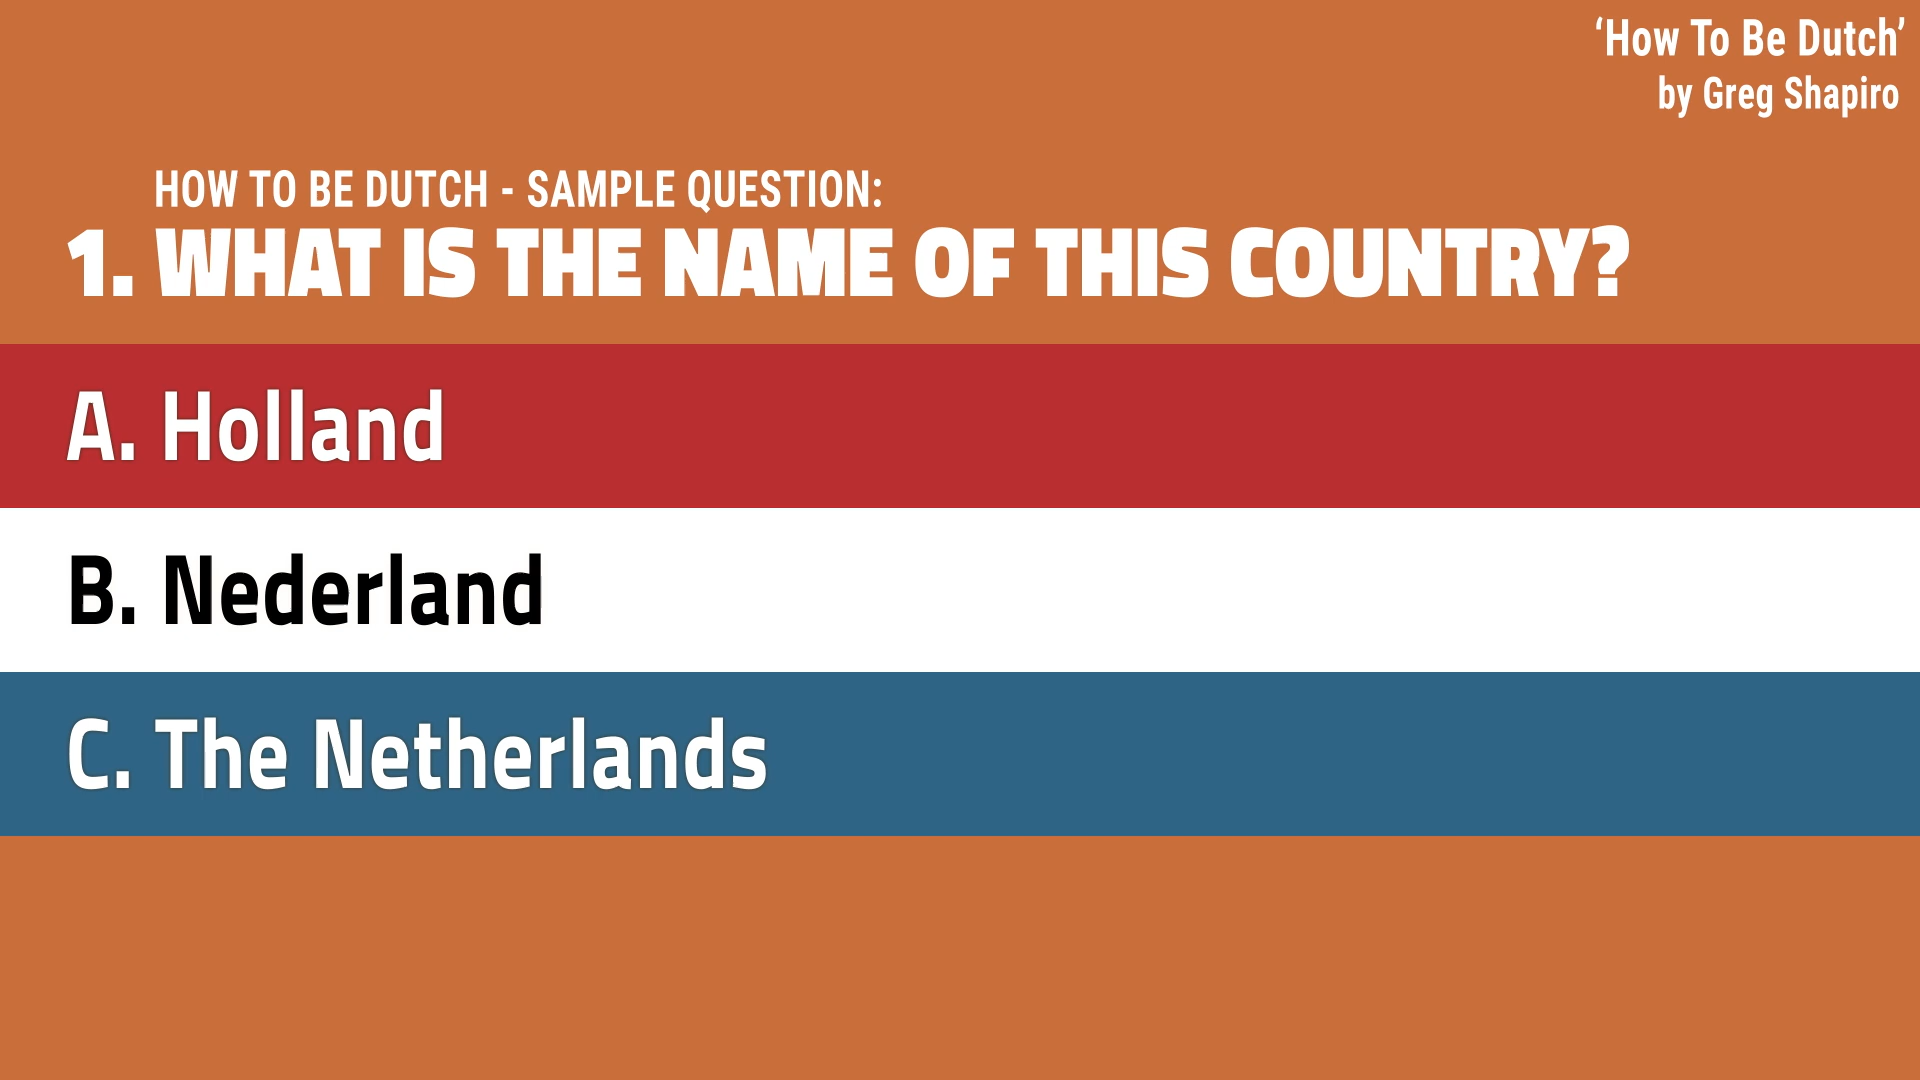 ‘How To Be Dutch’
by Greg Shapiro
HOW TO BE DUTCH - SAMPLE QUESTION:
1. WHAT IS THE NAME OF THIS COUNTRY?
A. Holland
B. Nederland
C. The Netherlands